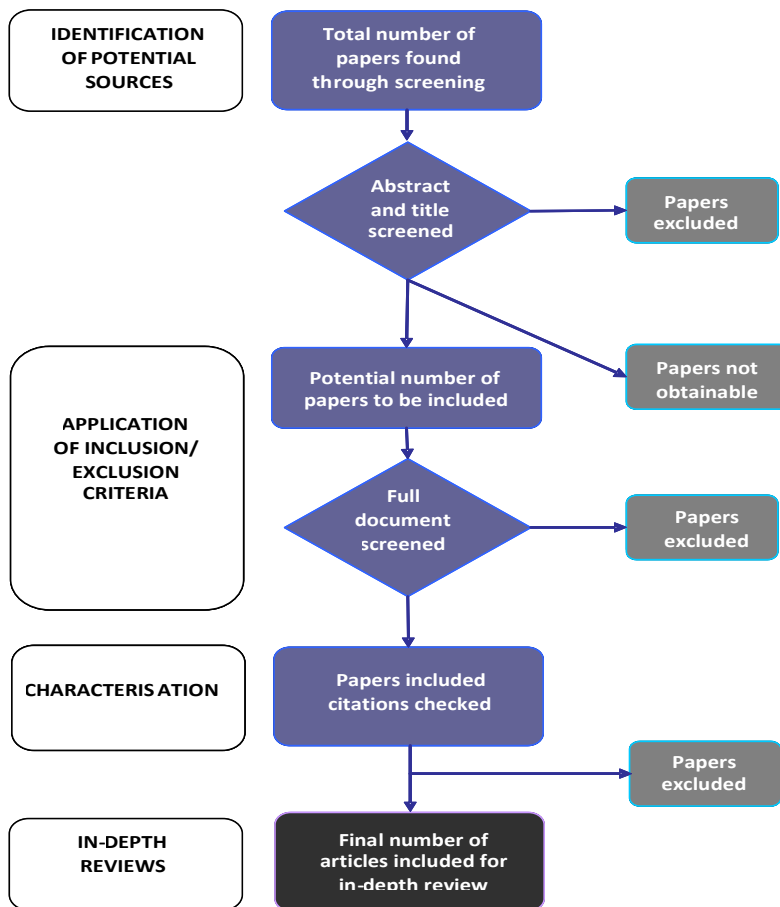 IDENTIFICATION
OF POTENTIAL
SOURCES
Total number of
papers found
through screening
Abstract
and title
screened
Papers
excluded
APPLICATION
OF INCLUSION/
EXCLUSION
CRITERIA
Potential number of
papers to be included
Papers not
obtainable
Full
document
screened
Papers
excluded
CHARACTERISATION
Papers included
citations checked
Papers
excluded
IN-DEPTH
REVIEWS
Final number of
articles included for
in-depth review